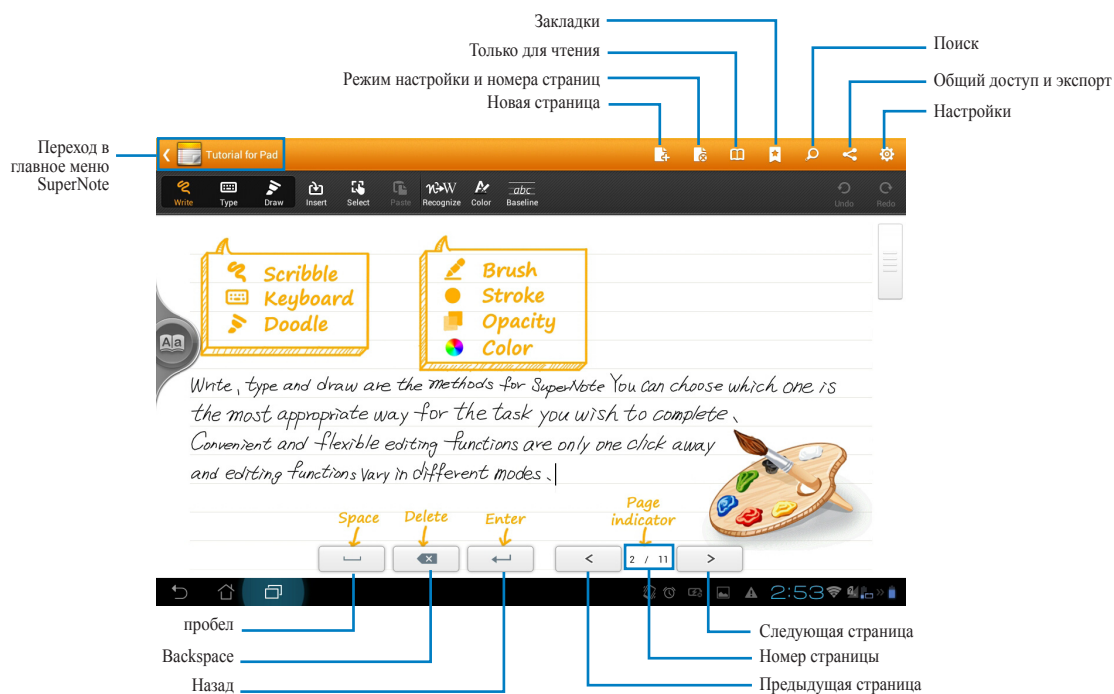 Закладки
Только для чтения
Режим настройки и номера страниц
Новая страница
Поиск
Общий доступ и экспорт
Настройки
Переход в
главное меню
SuperNote
Tutorial for Pad
Write Type Draw Insert Select Paste Recognize Color Baseline Undo Redo
abc
Scribble
Keyboard
Doodle
Brush
Stroke
Opacity
Color
Aa
Write, type and draw are the methods for SuperNote You can choose which one is
the most appropriate way for the task you wish to complete.
Convenient and flexible editing functions are only one click away
and editing functions vary in different modes.
Space Delete Enter
Page
indicator
< 2 / 11 >
2:53
пробел
Backspace
Назад
Следующая страница
Номер страницы
Предыдущая страница